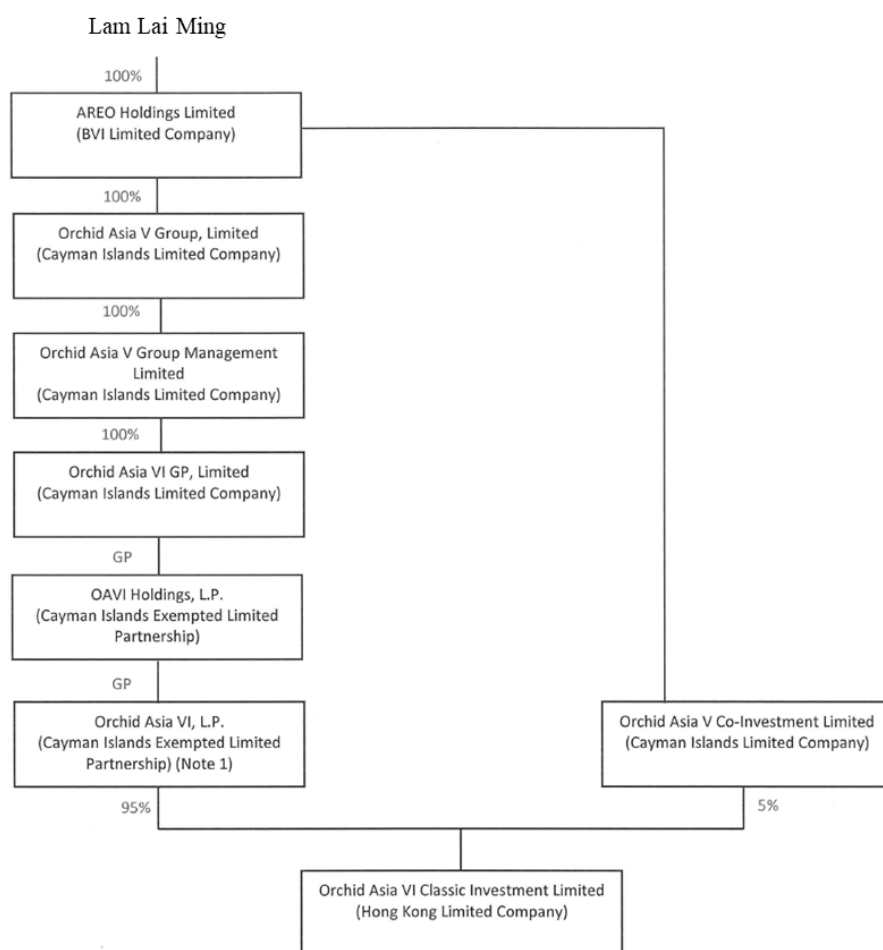 Lam Lai Ming
100%
AREO Holdings Limited
(BVI Limited Company)
100%
Orchid Asia V Group, Limited
(Cayman Islands Limited Company)
100%
Orchid Asia V Group Management
Limited
(Cayman Islands Limited Company)
100%
Orchid Asia VI GP, Limited
(Cayman Islands Limited Company)
GP
OAVI Holdings, L.P.
(Cayman Islands Exempted Limited
Partnership)
GP
Orchid Asia VI, L.P.
(Cayman Islands Exempted Limited
Partnership) (Note 1)
Orchid Asia V Co-Investment Limited
(Cayman Islands Limited Company)
95%
5%
Orchid Asia VI Classic Investment Limited
(Hong Kong Limited Company)